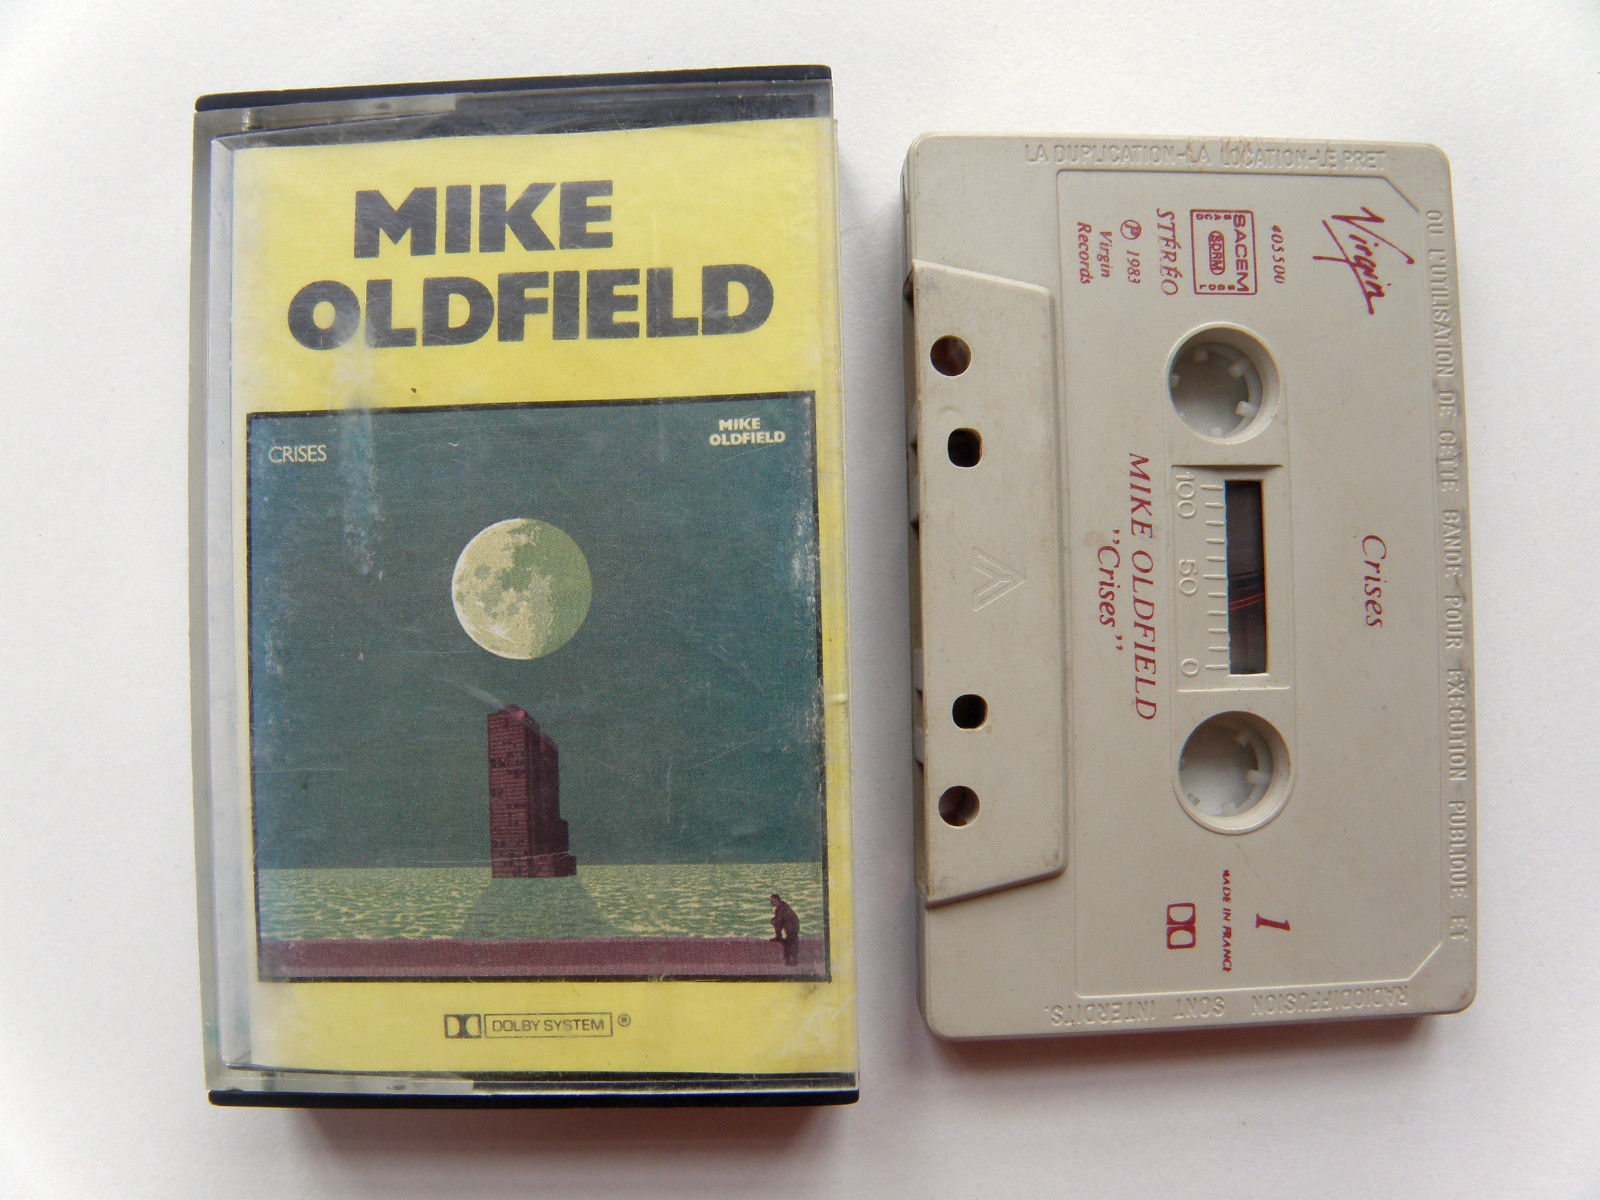 MIKE
OLDFIELD
CRISES
MIKE
OLDFIELD
DOLBY SYSTEM ®
LA DUPLICATION-LA LOCATION-LE PRET
OU L'UTILISATION DE CETTE BANDE POUR EXECUTION PUBLIQUE ET
RADIODIFFUSION SONT INTERDITS.
Virgin
405500
SACEM
SDRM
STÉRÉO
℗ 1983
Virgin
Records
Crises
100 50 0
MIKE OLDFIELD
"Crises"
1
MADE IN FRANCE